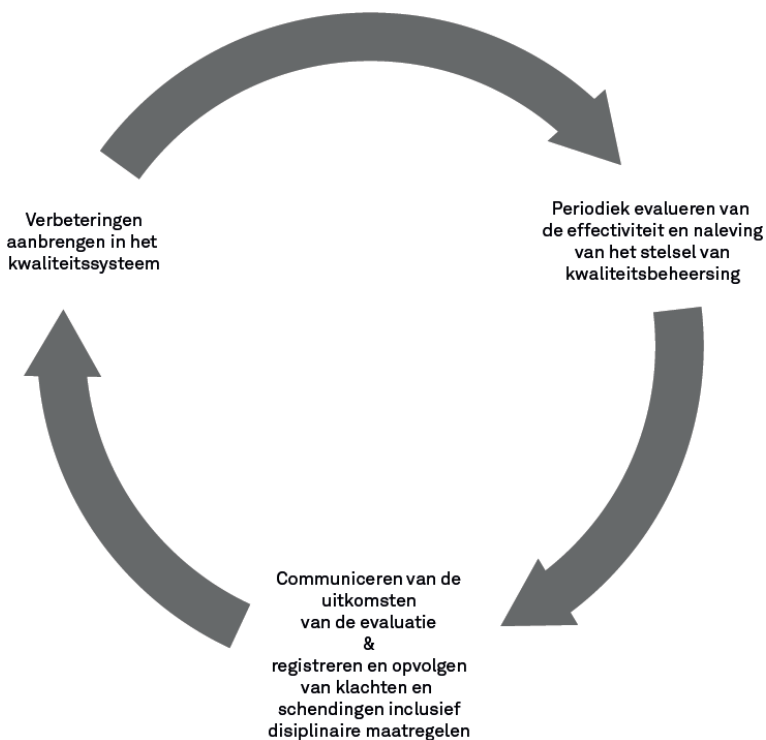 Verbeteringen
aanbrengen in het
kwaliteitssysteem
Periodiek evalueren van
de effectiviteit en naleving
van het stelsel van
kwaliteitsbeheersing
Communiceren van de
uitkomsten
van de evaluatie
&
registreren en opvolgen
van klachten en
schendingen inclusief
disiplinaire maatregelen